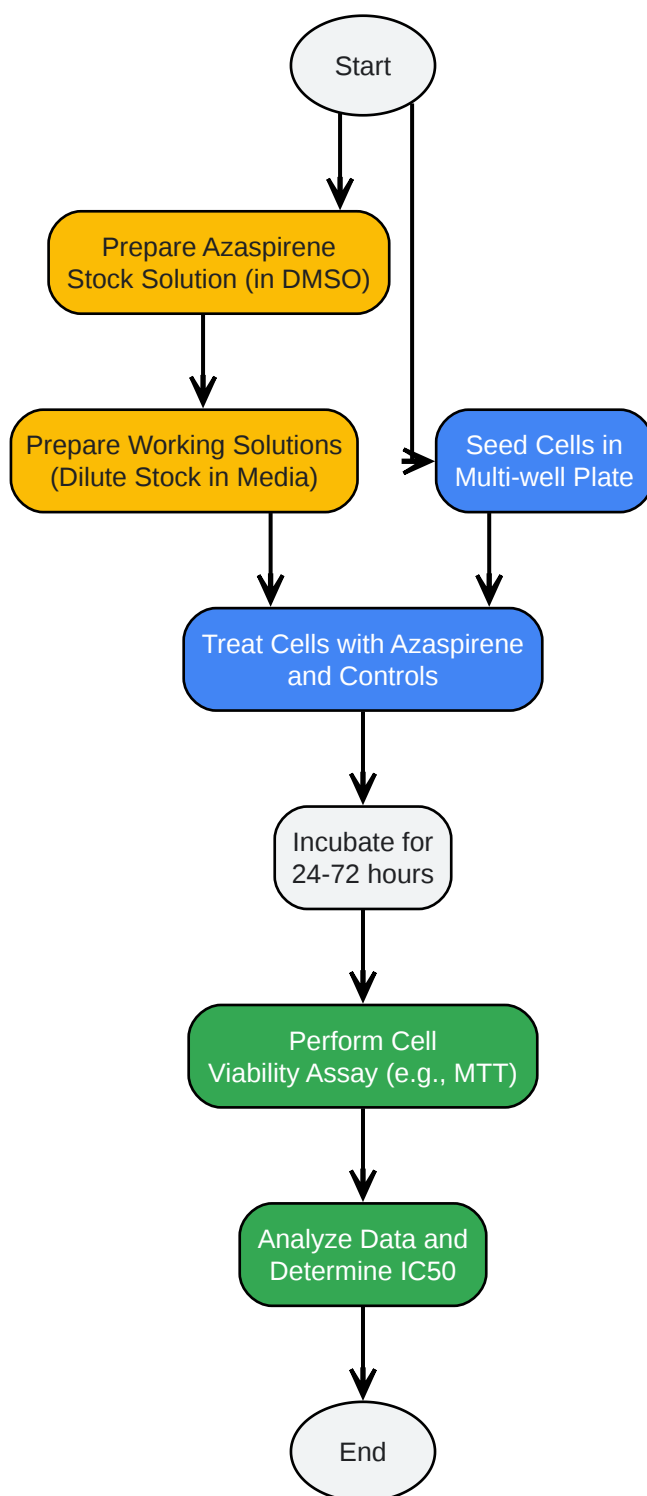 Start
Prepare Azaspirene
Stock Solution (in DMSO)
Prepare Working Solutions
(Dilute Stock in Media)
Seed Cells in
Multi-well Plate
Treat Cells with Azaspirene
and Controls
Incubate for
24-72 hours
Perform Cell
Viability Assay (e.g., MTT)
Analyze Data and
Determine IC50
End